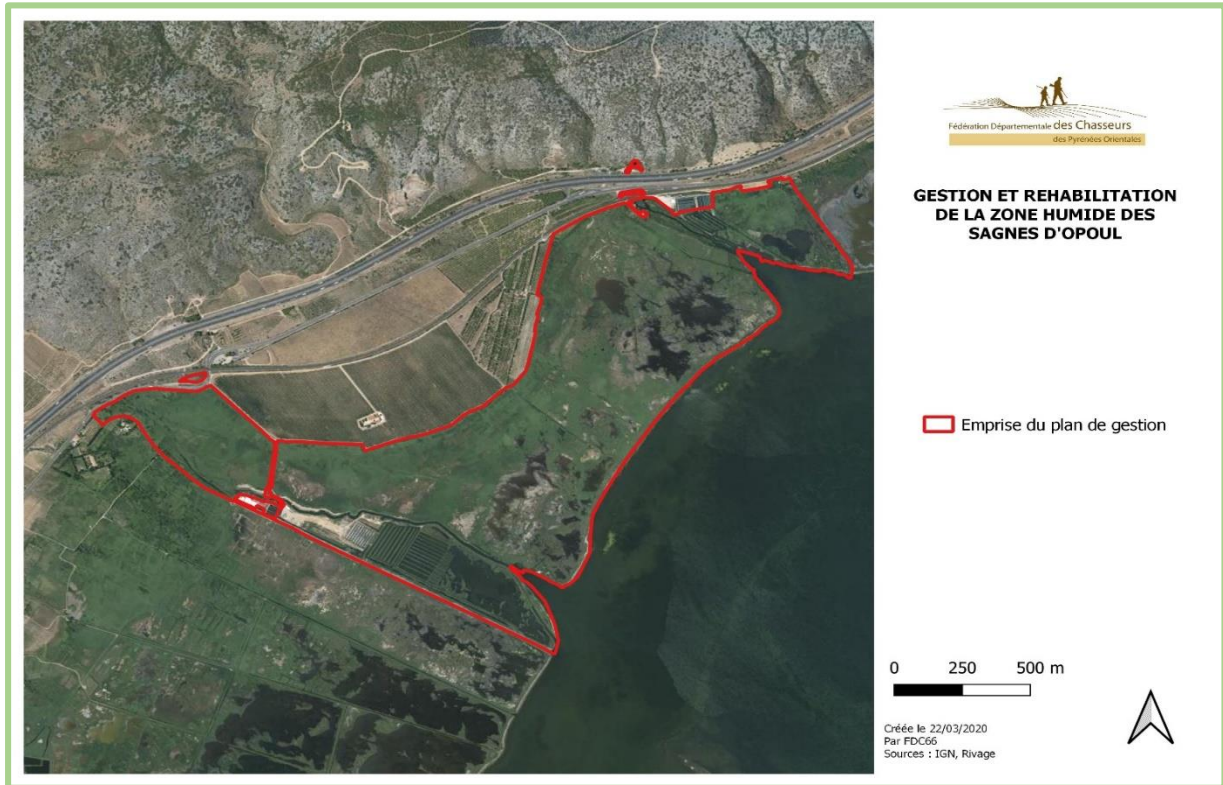 Fédération Départementale des Chasseurs
des Pyrénées Orientales
GESTION ET REHABILITATION
DE LA ZONE HUMIDE DES
SAGNES D'OPOUL
Emprise du plan de gestion
0 250 500 m
Créée le 22/03/2020
Par FDC66
Sources : IGN, Rivage